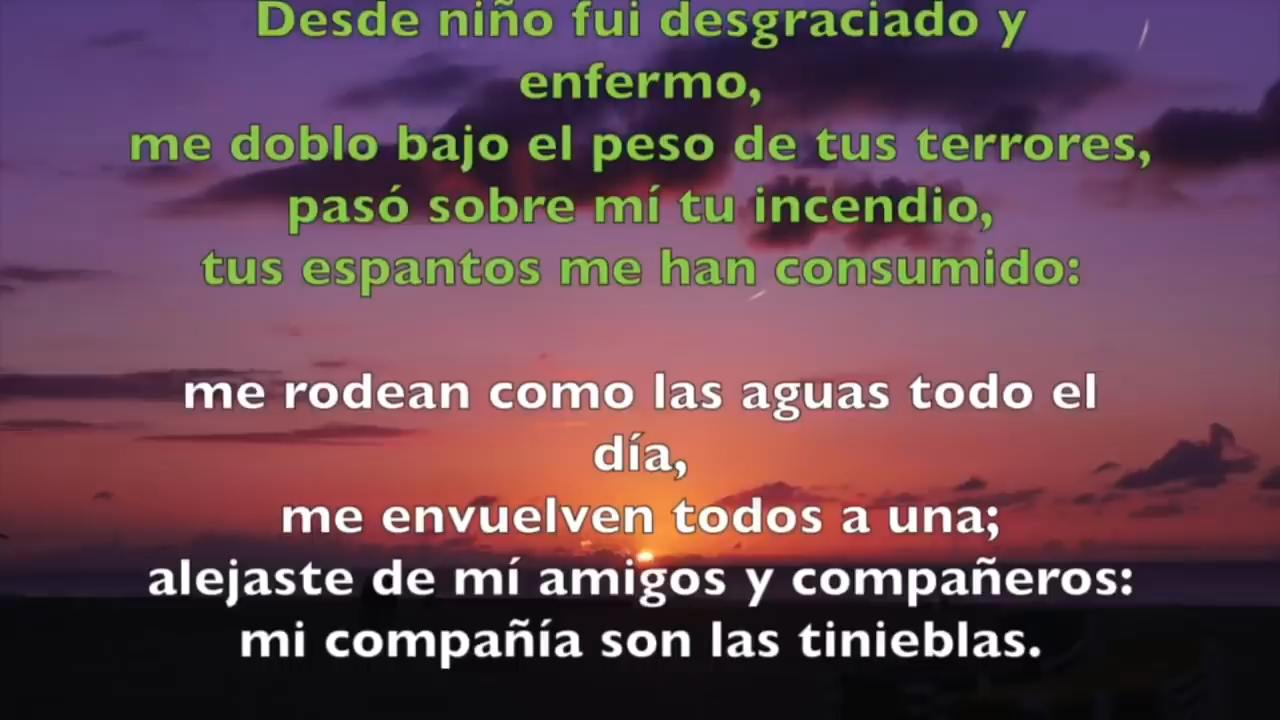 Desde niño fui desgraciado y
enfermo,
me doblo bajo el peso de tus terrores,
pasó sobre mí tu incendio,
tus espantos me han consumido:
me rodean como las aguas todo el
día,
me envuelven todos a una;
alejaste de mí amigos y compañeros:
mi compañía son las tinieblas.